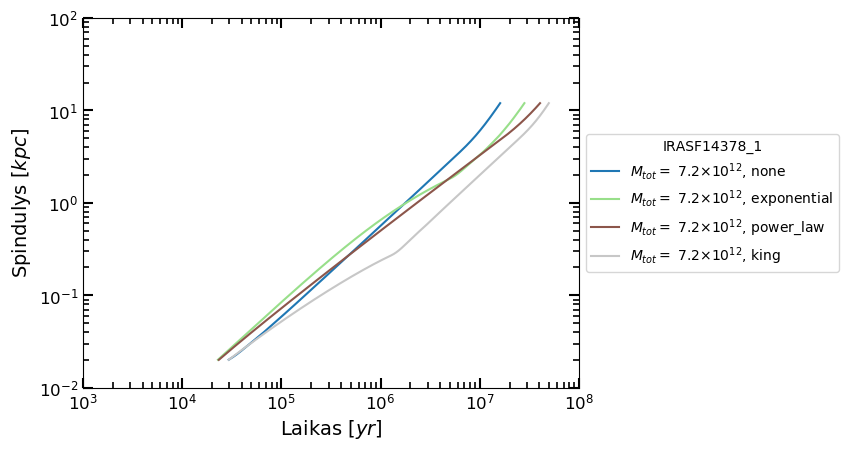 10²
10¹
10⁰
10⁻¹
10⁻²
Spindulys [kpc]
10³ 10⁴ 10⁵ 10⁶ 10⁷ 10⁸
Laikas [yr]
IRASF14378_1
M_tot = 7.2×10¹², none
M_tot = 7.2×10¹², exponential
M_tot = 7.2×10¹², power_law
M_tot = 7.2×10¹², king